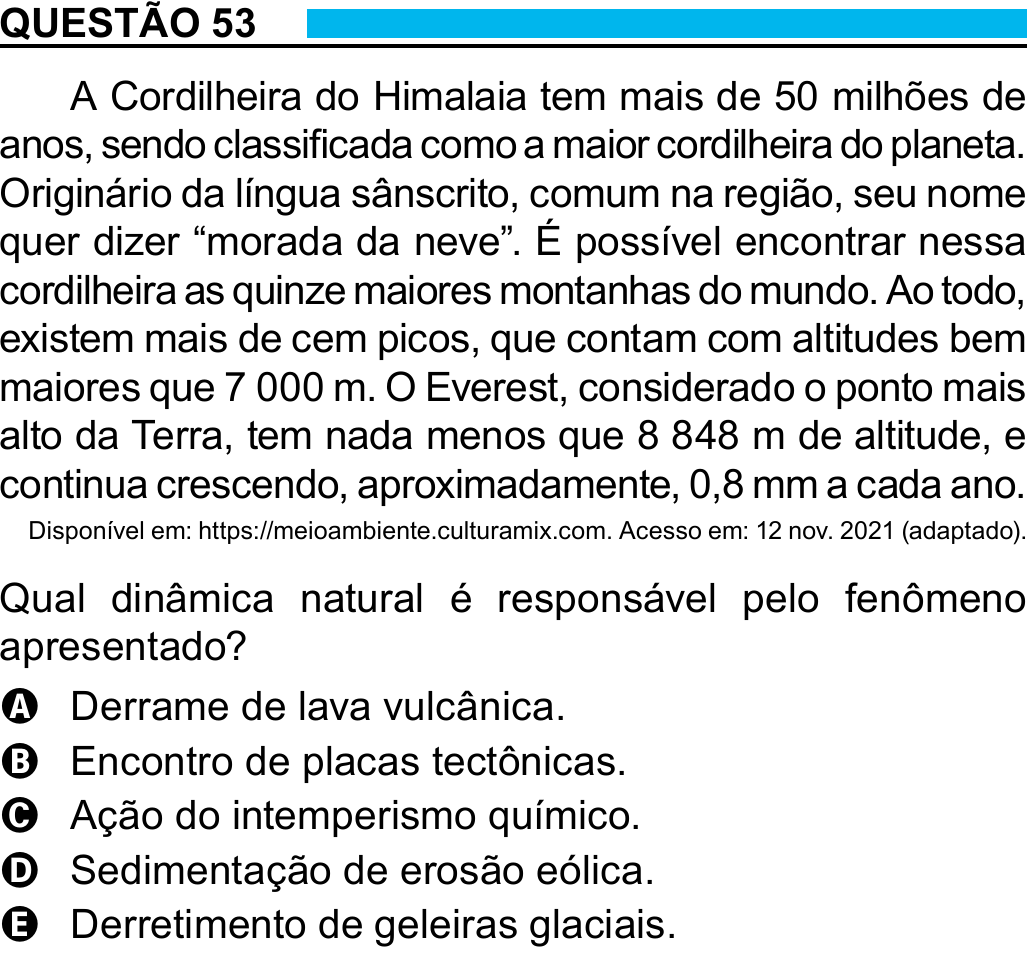 QUESTÃO 53
A Cordilheira do Himalaia tem mais de 50 milhões de
anos, sendo classificada como a maior cordilheira do planeta.
Originário da língua sânscrito, comum na região, seu nome
quer dizer “morada da neve”. É possível encontrar nessa
cordilheira as quinze maiores montanhas do mundo. Ao todo,
existem mais de cem picos, que contam com altitudes bem
maiores que 7 000 m. O Everest, considerado o ponto mais
alto da Terra, tem nada menos que 8 848 m de altitude, e
continua crescendo, aproximadamente, 0,8 mm a cada ano.
Disponível em: https://meioambiente.culturamix.com. Acesso em: 12 nov. 2021 (adaptado).
Qual dinâmica natural é responsável pelo fenômeno
apresentado?
A Derrame de lava vulcânica.
B Encontro de placas tectônicas.
C Ação do intemperismo químico.
D Sedimentação de erosão eólica.
E Derretimento de geleiras glaciais.